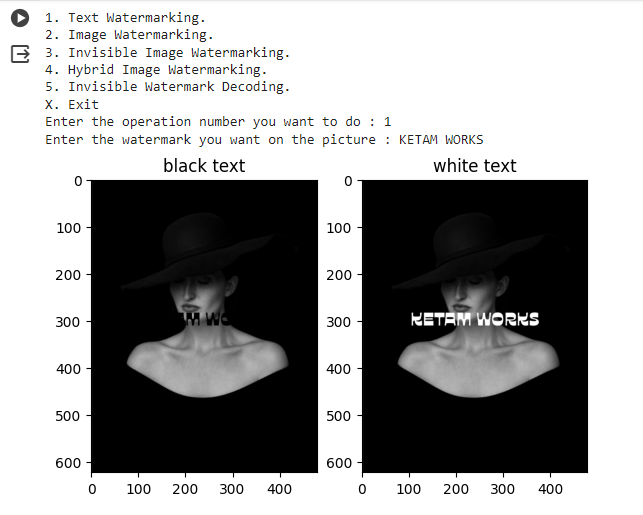 1. Text Watermarking.
2. Image Watermarking.
3. Invisible Image Watermarking.
4. Hybrid Image Watermarking.
5. Invisible Watermark Decoding.
X. Exit
Enter the operation number you want to do : 1
Enter the watermark you want on the picture : KETAM WORKS
black text
0
100
200
300
400
500
600
AM WO
0 100 200 300 400
white text
0
100
200
300
400
500
600
KETAM WORKS
0 100 200 300 400